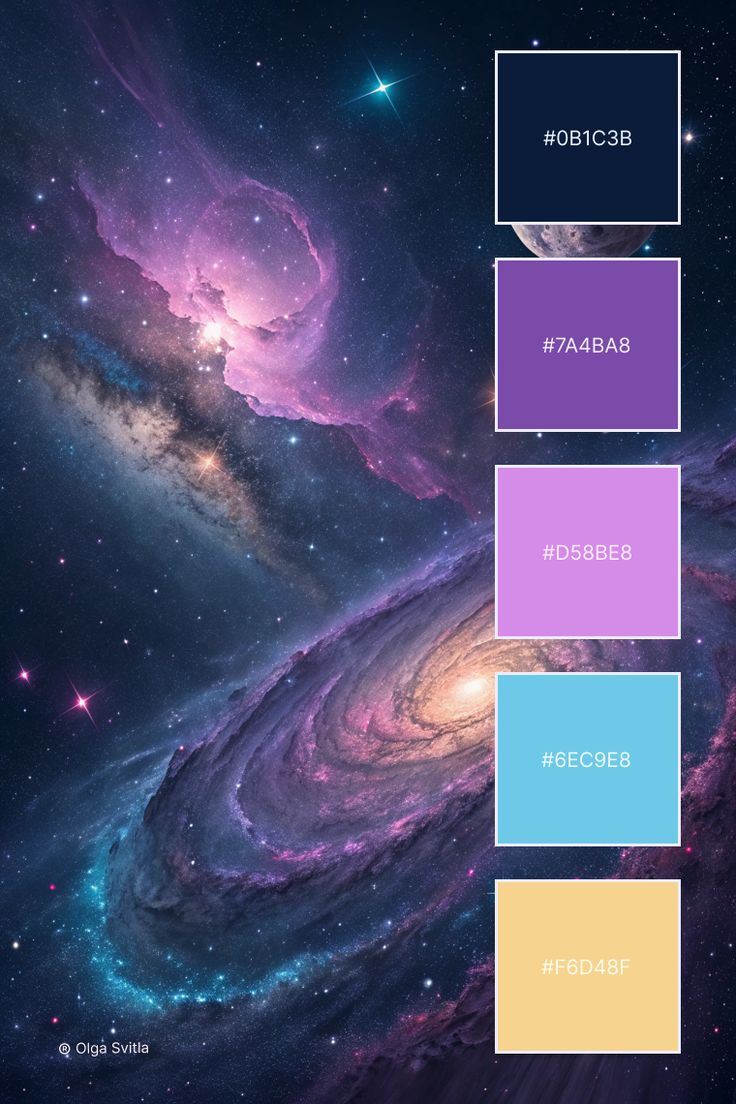 #0B1C3B
#7A4BA8
#D58BE8
#6EC9E8
#F6D48F
® Olga Svitla